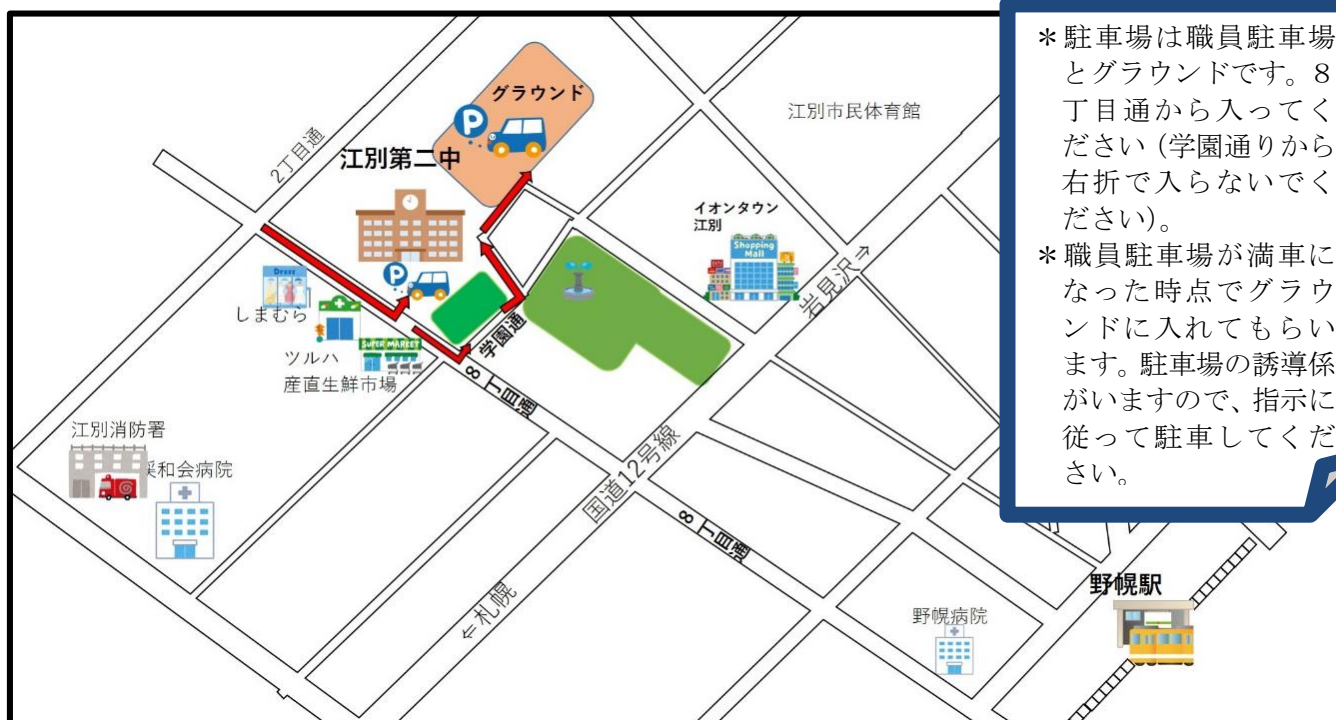 ＊駐車場は職員駐車場
とグラウンドです。８
丁目通から入ってく
ださい（学園通りから
右折で入らないでく
ださい）。
＊職員駐車場が満車に
なった時点でグラウ
ンドに入れてもらい
ます。駐車場の誘導係
がいますので、指示に
従って駐車してくだ
さい。
グラウンド
P
江別市民体育館
2丁目通
江別第二中
イオンタウン
江別
Shopping
Mall
岩見沢⇒
P
Dress
しまむら
ツルハ
SUPER MARKET
産直生鮮市場
学園通
８丁目通
江別消防署
渓和会病院
国道12号線
８丁目通
⇐札幌
野幌病院
野幌駅